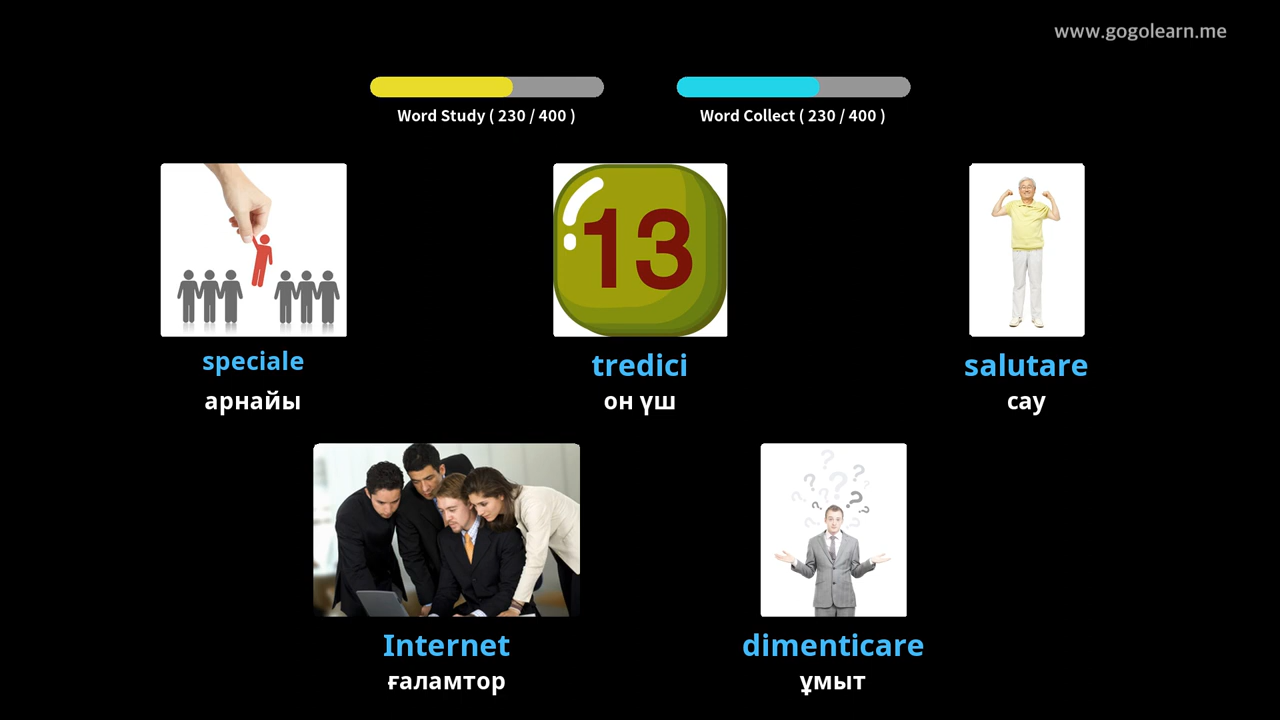 www.gogolearn.me
Word Study ( 230 / 400 )
Word Collect ( 230 / 400 )
13
speciale
арнайы
tredici
он үш
salutare
сау
Internet
ғаламтор
dimenticare
ұмыт